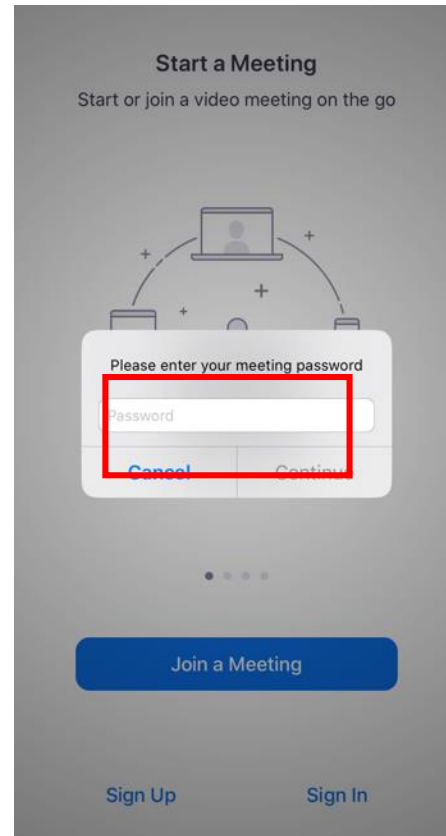 Start a Meeting
Start or join a video meeting on the go
Please enter your meeting password
Password
Cancel Continue
Join a Meeting
Sign Up Sign In